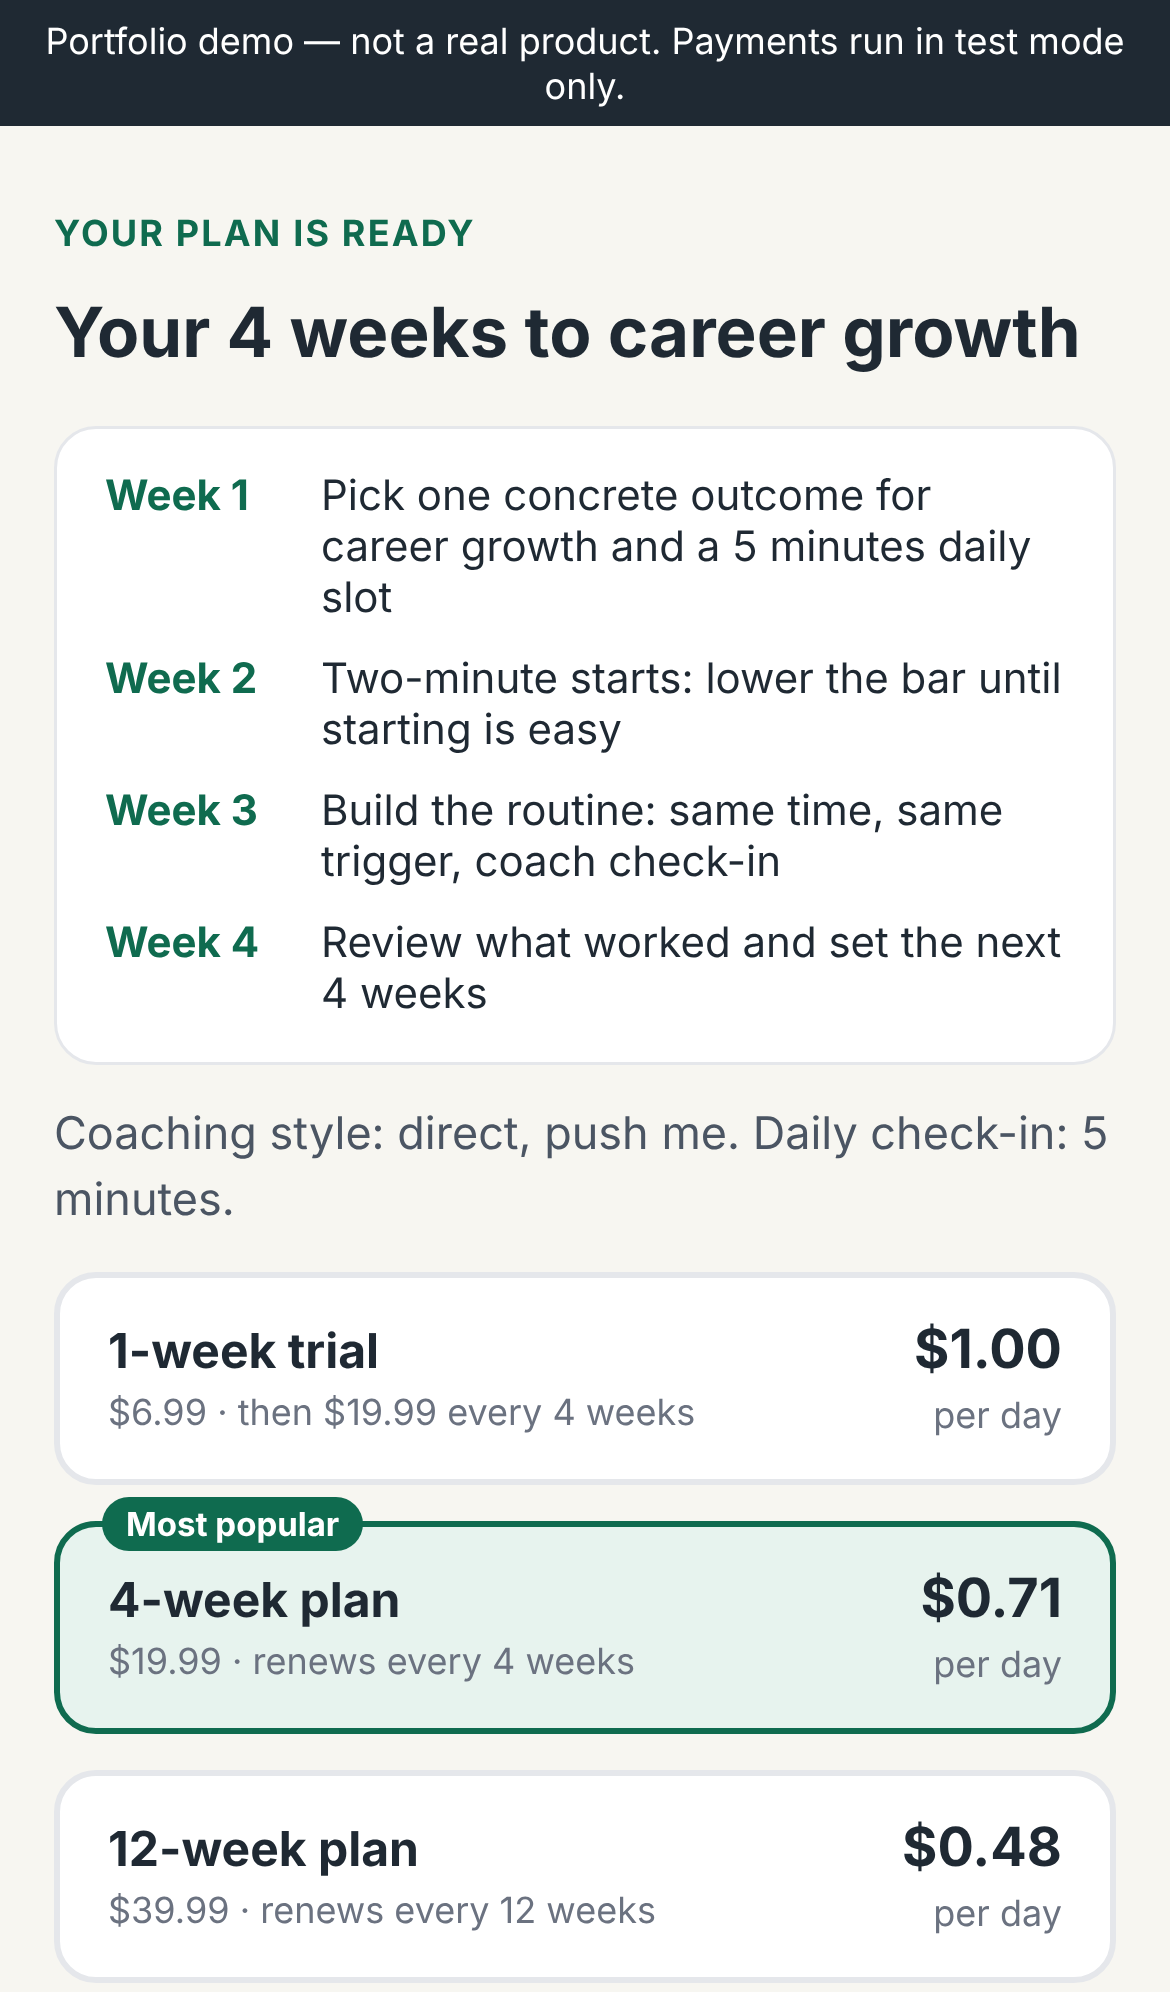 Portfolio demo — not a real product. Payments run in test mode
only.
YOUR PLAN IS READY
Your 4 weeks to career growth
Week 1 Pick one concrete outcome for
career growth and a 5 minutes daily
slot
Week 2 Two-minute starts: lower the bar until
starting is easy
Week 3 Build the routine: same time, same
trigger, coach check-in
Week 4 Review what worked and set the next
4 weeks
Coaching style: direct, push me. Daily check-in: 5
minutes.
1-week trial $1.00
$6.99 · then $19.99 every 4 weeks per day
Most popular
4-week plan $0.71
$19.99 · renews every 4 weeks per day
12-week plan $0.48
$39.99 · renews every 12 weeks per day